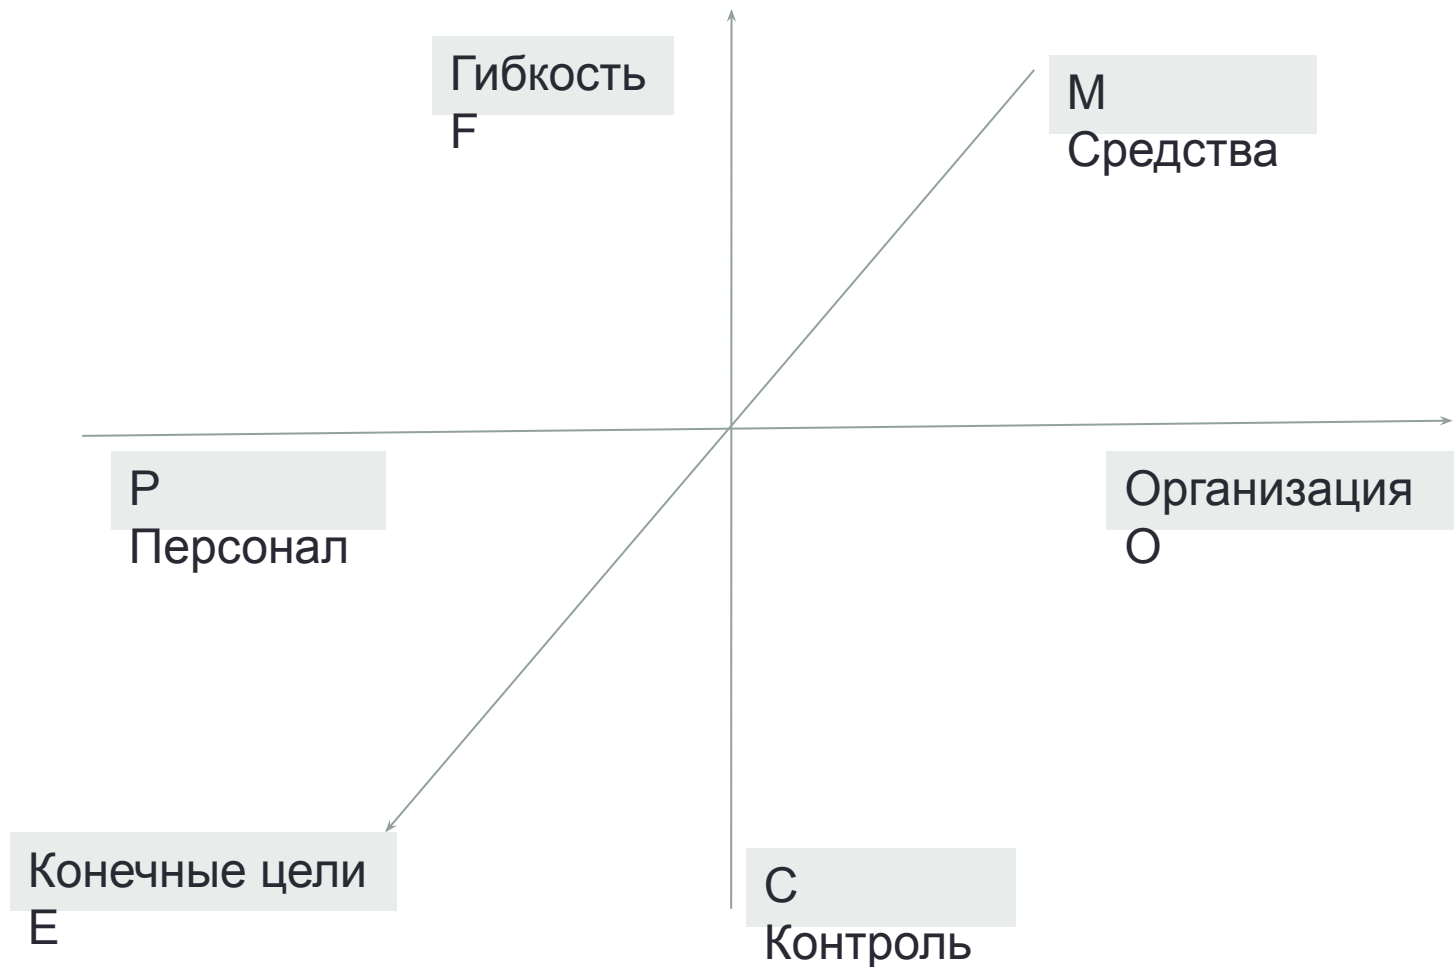 Гибкость
F
M
Средства
P
Персонал
Организация
O
Конечные цели
E
C
Контроль